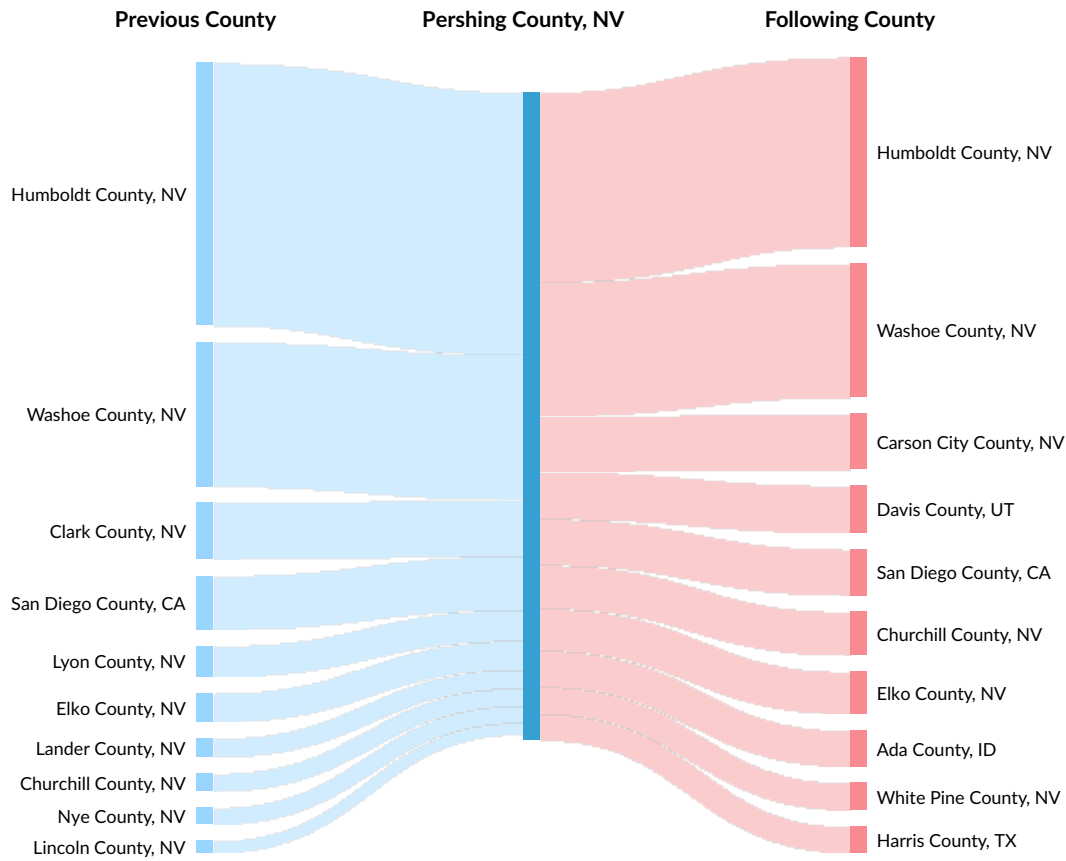 Previous County
Pershing County, NV
Following County
Humboldt County, NV
Washoe County, NV
Clark County, NV
San Diego County, CA
Lyon County, NV
Elko County, NV
Lander County, NV
Churchill County, NV
Nye County, NV
Lincoln County, NV
Humboldt County, NV
Washoe County, NV
Carson City County, NV
Davis County, UT
San Diego County, CA
Churchill County, NV
Elko County, NV
Ada County, ID
White Pine County, NV
Harris County, TX